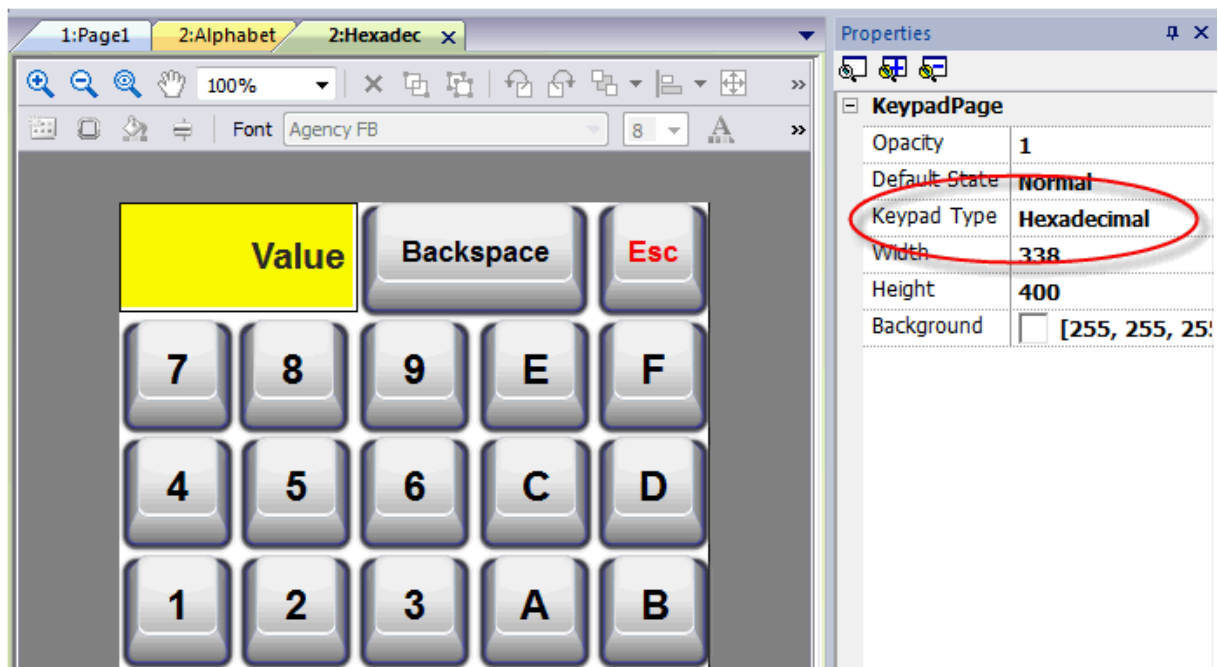 1:Page1 2:Alphabet 2:Hexadec
Properties
100%
Font Agency FB 8 A
KeypadPage
Opacity 1
Default State Normal
Keypad Type Hexadecimal
Width 338
Height 400
Background [255, 255, 25
Value Backspace Esc
7 8 9 E F
4 5 6 C D
1 2 3 A B